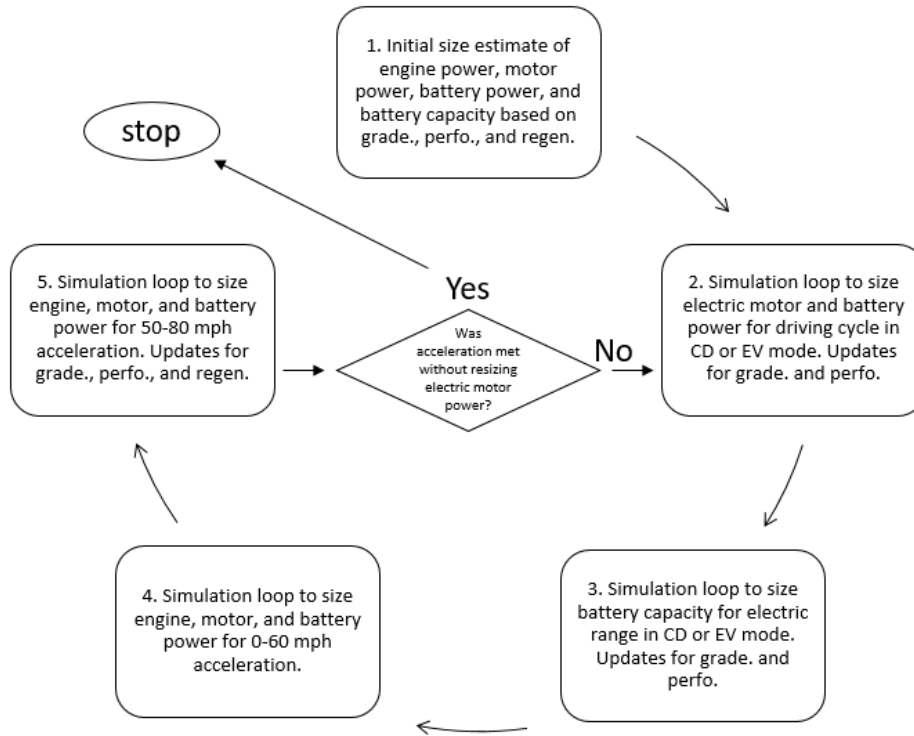 1. Initial size estimate of
engine power, motor
power, battery power, and
battery capacity based on
grade., perfo., and regen.
stop
5. Simulation loop to size
engine, motor, and battery
power for 50-80 mph
acceleration. Updates for
grade., perfo., and regen.
Yes
Was
acceleration met
without resizing
electric motor
power?
No
2. Simulation loop to size
electric motor and battery
power for driving cycle in
CD or EV mode. Updates
for grade. and perfo.
4. Simulation loop to size
engine, motor, and battery
power for 0-60 mph
acceleration.
3. Simulation loop to size
battery capacity for electric
range in CD or EV mode.
Updates for grade. and
perfo.